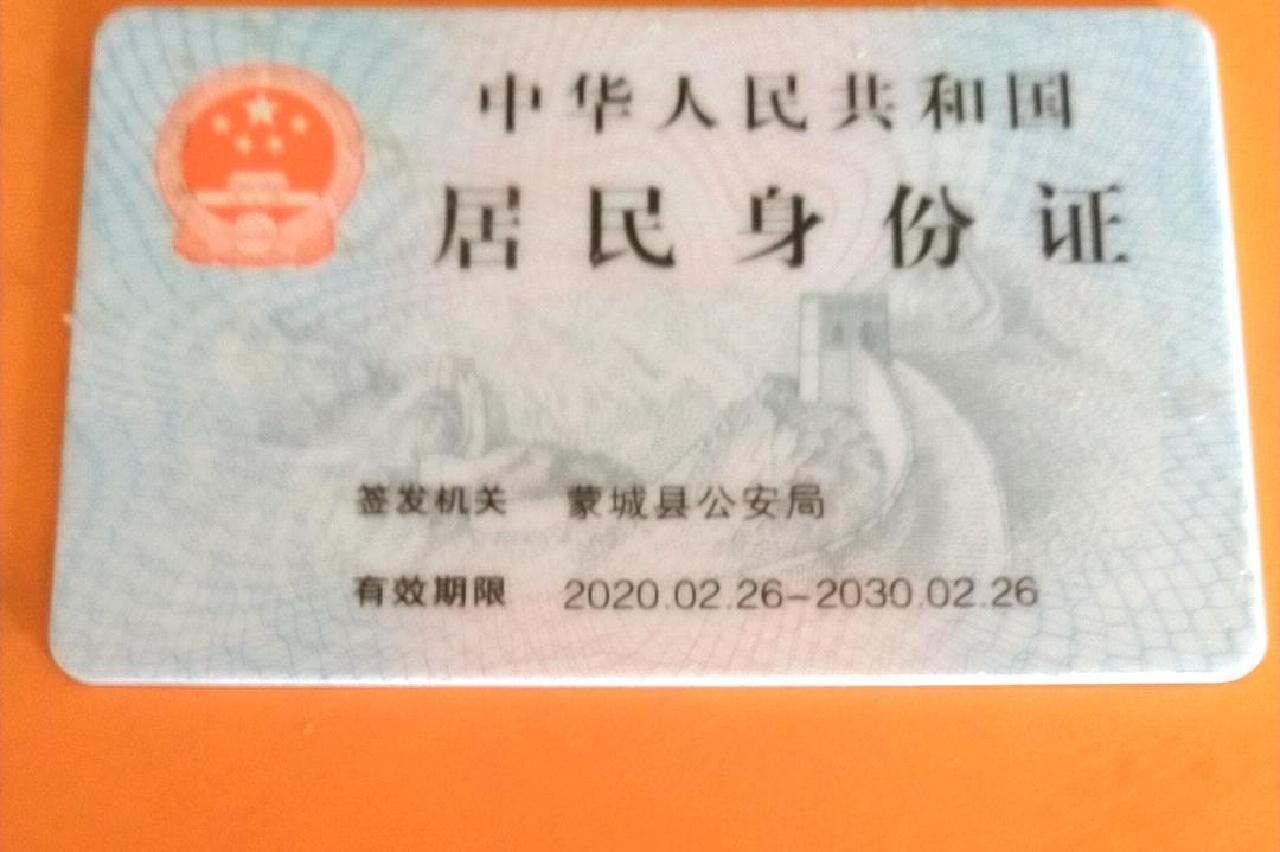 中华人民共和国
居民身份证
签发机关 蒙城县公安局
有效期限 2020.02.26-2030.02.26